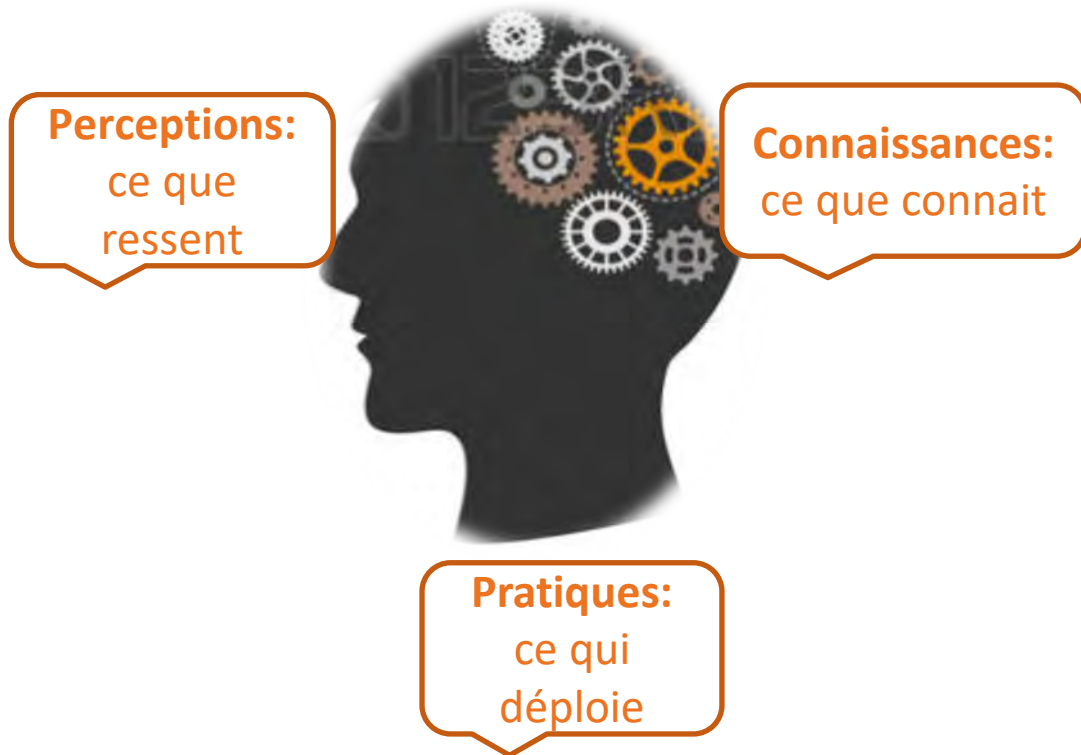 Perceptions:
ce que
ressent
Connaissances:
ce que connait
Pratiques:
ce qui
déploie